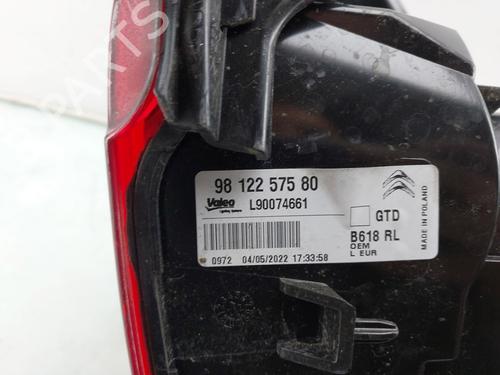 98 122 575 80
Valeo
L90074661
GTD
B618 RL
OEM
L EUR
MADE IN POLAND
0972 04/05/2022 17:33:58
B-PARTS